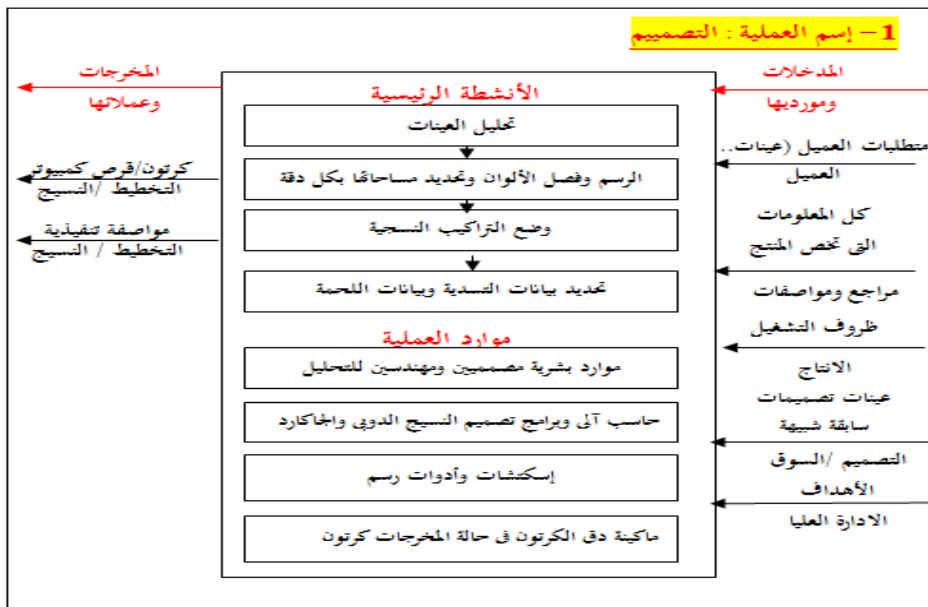 1- إسم العملية : التصمييم
المدخلات
ومورديها
متطلبات العميل (عينات..
العميل
كل المعلومات
التى تخص المنتج
مراجع ومواصفات
ظروف التشغيل
الانتاج
عينات تصميمات
سابقة شبيهة
التصميم /السوق
الأهداف
الادارة العليا
الأنشطة الرئيسية
تحليل العينات
الرسم وفصل الألوان وتحديد مساحاتها بكل دقة
وضع التراكيب النسجية
تحديد بيانات التسدية وبيانات اللحمة
موارد العملية
موارد بشرية مصمميين ومهندسين للتحليل
حاسب آلى وبرامج تصميم النسيج الدوبى والجاكارد
إسكتشات وأدوات رسم
ماكينة دق الكرتون فى حالة المخرجات كرتون
المخرجات
وعملائها
كرتون/قرص كمبيوتر
التخطيط /النسيج
مواصفة تنفيذية
التخطيط / النسيج